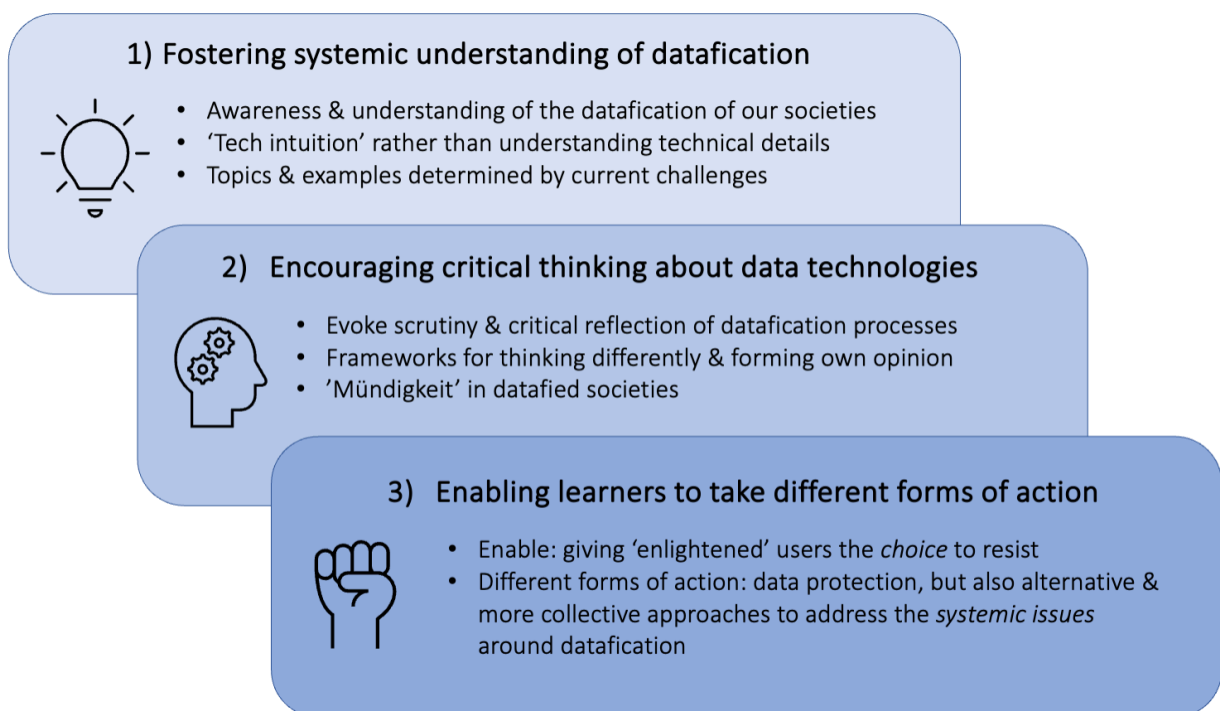 1) Fostering systemic understanding of datafication
• Awareness & understanding of the datafication of our societies
• ‘Tech intuition’ rather than understanding technical details
• Topics & examples determined by current challenges
2) Encouraging critical thinking about data technologies
• Evoke scrutiny & critical reflection of datafication processes
• Frameworks for thinking differently & forming own opinion
• ’Mündigkeit’ in datafied societies
3) Enabling learners to take different forms of action
• Enable: giving ‘enlightened’ users the choice to resist
• Different forms of action: data protection, but also alternative &
more collective approaches to address the systemic issues
around datafication